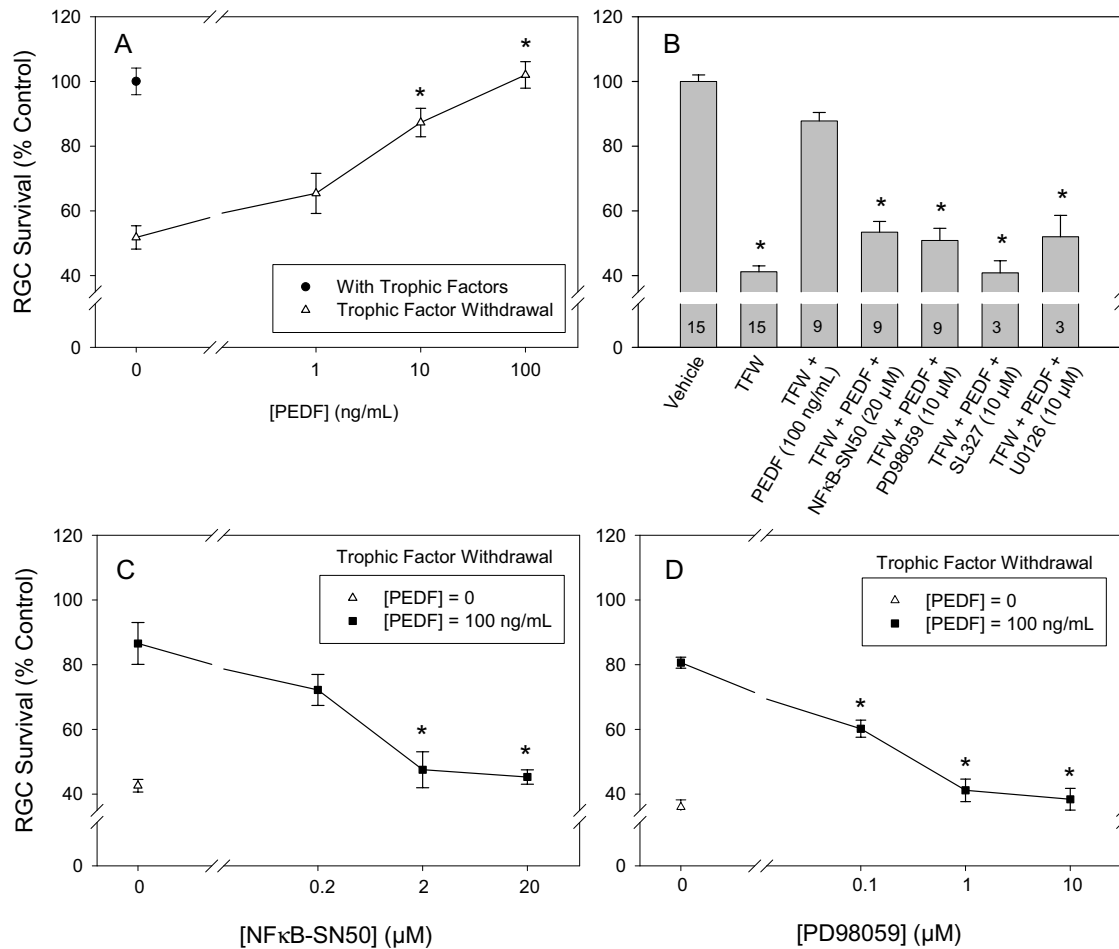 A
RGC Survival (% Control)
120
100
80
60
40
0
*
*
With Trophic Factors
Trophic Factor Withdrawal
0
1
10
100
[PEDF] (ng/mL)
B
120
100
80
60
40
0
*
*
*
*
*
15
15
9
9
9
3
3
Vehicle
TFW
TFW +
PEDF (100 ng/mL)
TFW + PEDF +
NFκB-SN50 (20 µM)
TFW + PEDF +
PD98059 (10 µM)
TFW + PEDF +
SL327 (10 µM)
TFW + PEDF +
U0126 (10 µM)
C
RGC Survival (% Control)
120
100
80
60
40
0
Trophic Factor Withdrawal
[PEDF] = 0
[PEDF] = 100 ng/mL
*
*
0
0.2
2
20
[NFκB-SN50] (µM)
D
120
100
80
60
40
0
Trophic Factor Withdrawal
[PEDF] = 0
[PEDF] = 100 ng/mL
*
*
*
0
0.1
1
10
[PD98059] (µM)